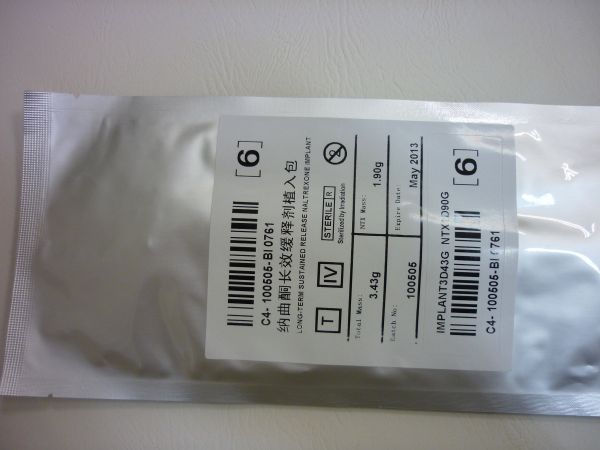 [6]
C4- 100505-BI0761
纳曲酮长效缓释剂植入包
LONG-TERM SUSTAINED RELEASE NALTREXONE IMPLANT
T IV STERILE R
Sterilized by Irradiation
2
Total Mass: 3.43g NTX Mass: 1.90g
Batch No: 100505 Expire Date: May 2013
IMPLANT3D43G NTX1D90G
C4- 100505-BI0761
[6]